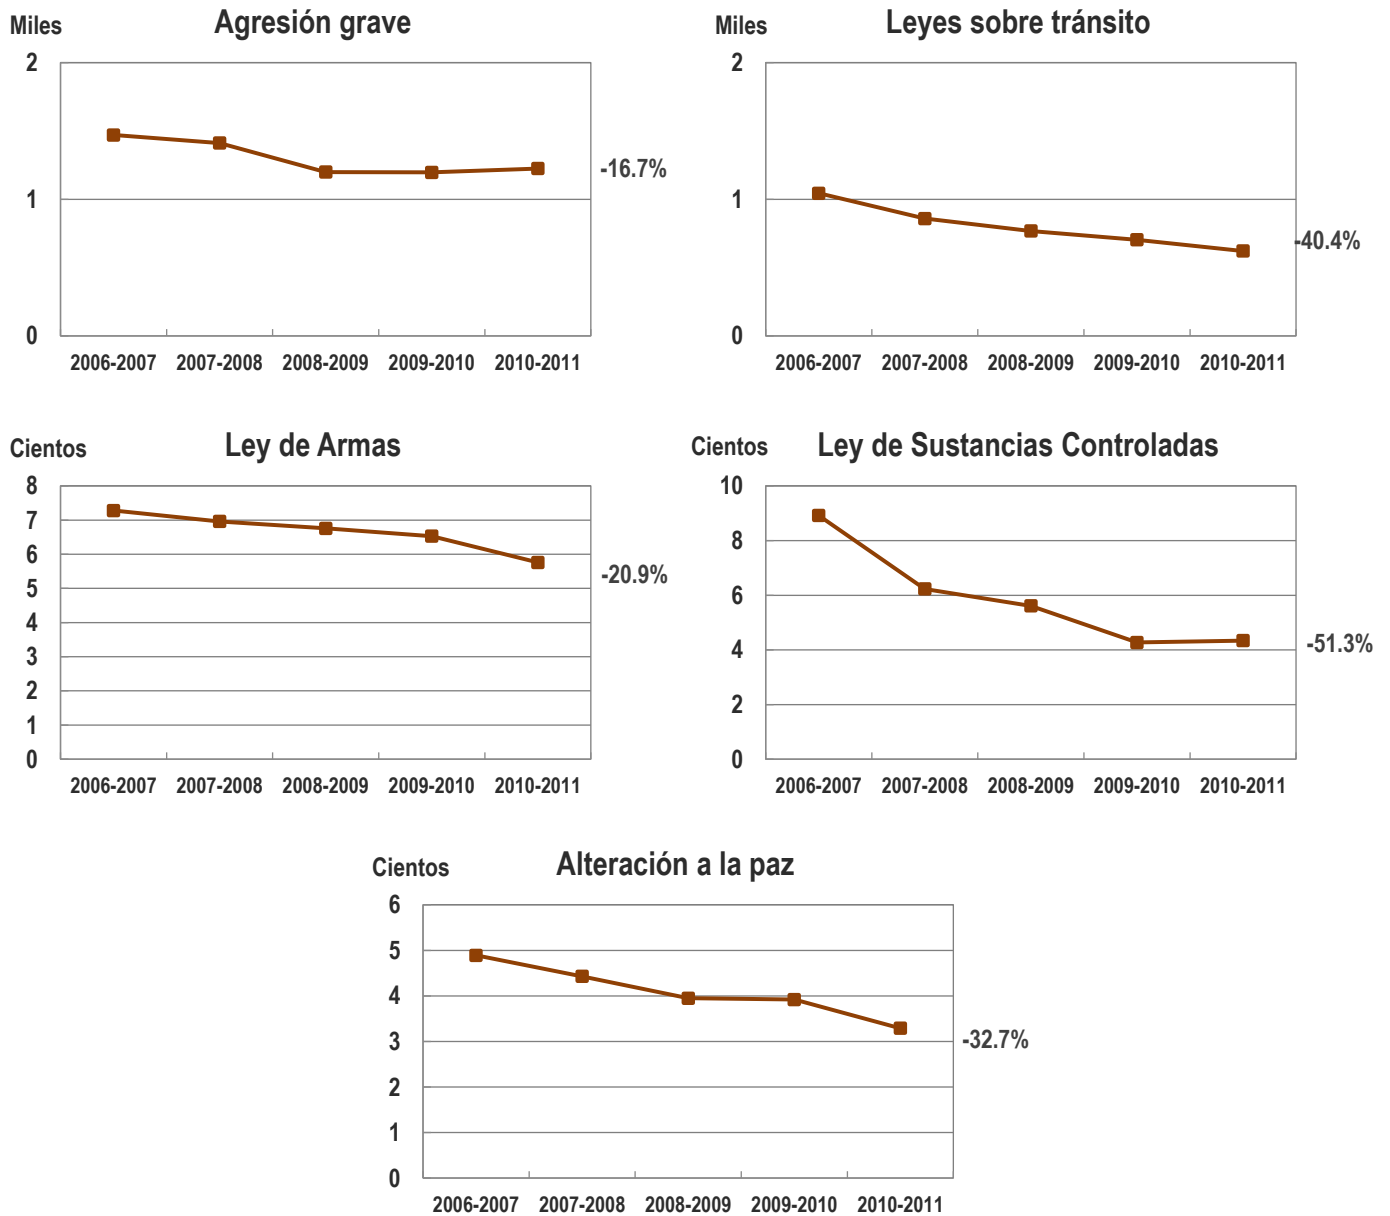 Miles
Agresión grave
2
1
0
2006-2007 2007-2008 2008-2009 2009-2010 2010-2011
-16.7%
Miles
Leyes sobre tránsito
2
1
0
2006-2007 2007-2008 2008-2009 2009-2010 2010-2011
-40.4%
Cientos
Ley de Armas
8
7
6
5
4
3
2
1
0
2006-2007 2007-2008 2008-2009 2009-2010 2010-2011
-20.9%
Cientos
Ley de Sustancias Controladas
10
8
6
4
2
0
2006-2007 2007-2008 2008-2009 2009-2010 2010-2011
-51.3%
Cientos
Alteración a la paz
6
5
4
3
2
1
0
2006-2007 2007-2008 2008-2009 2009-2010 2010-2011
-32.7%